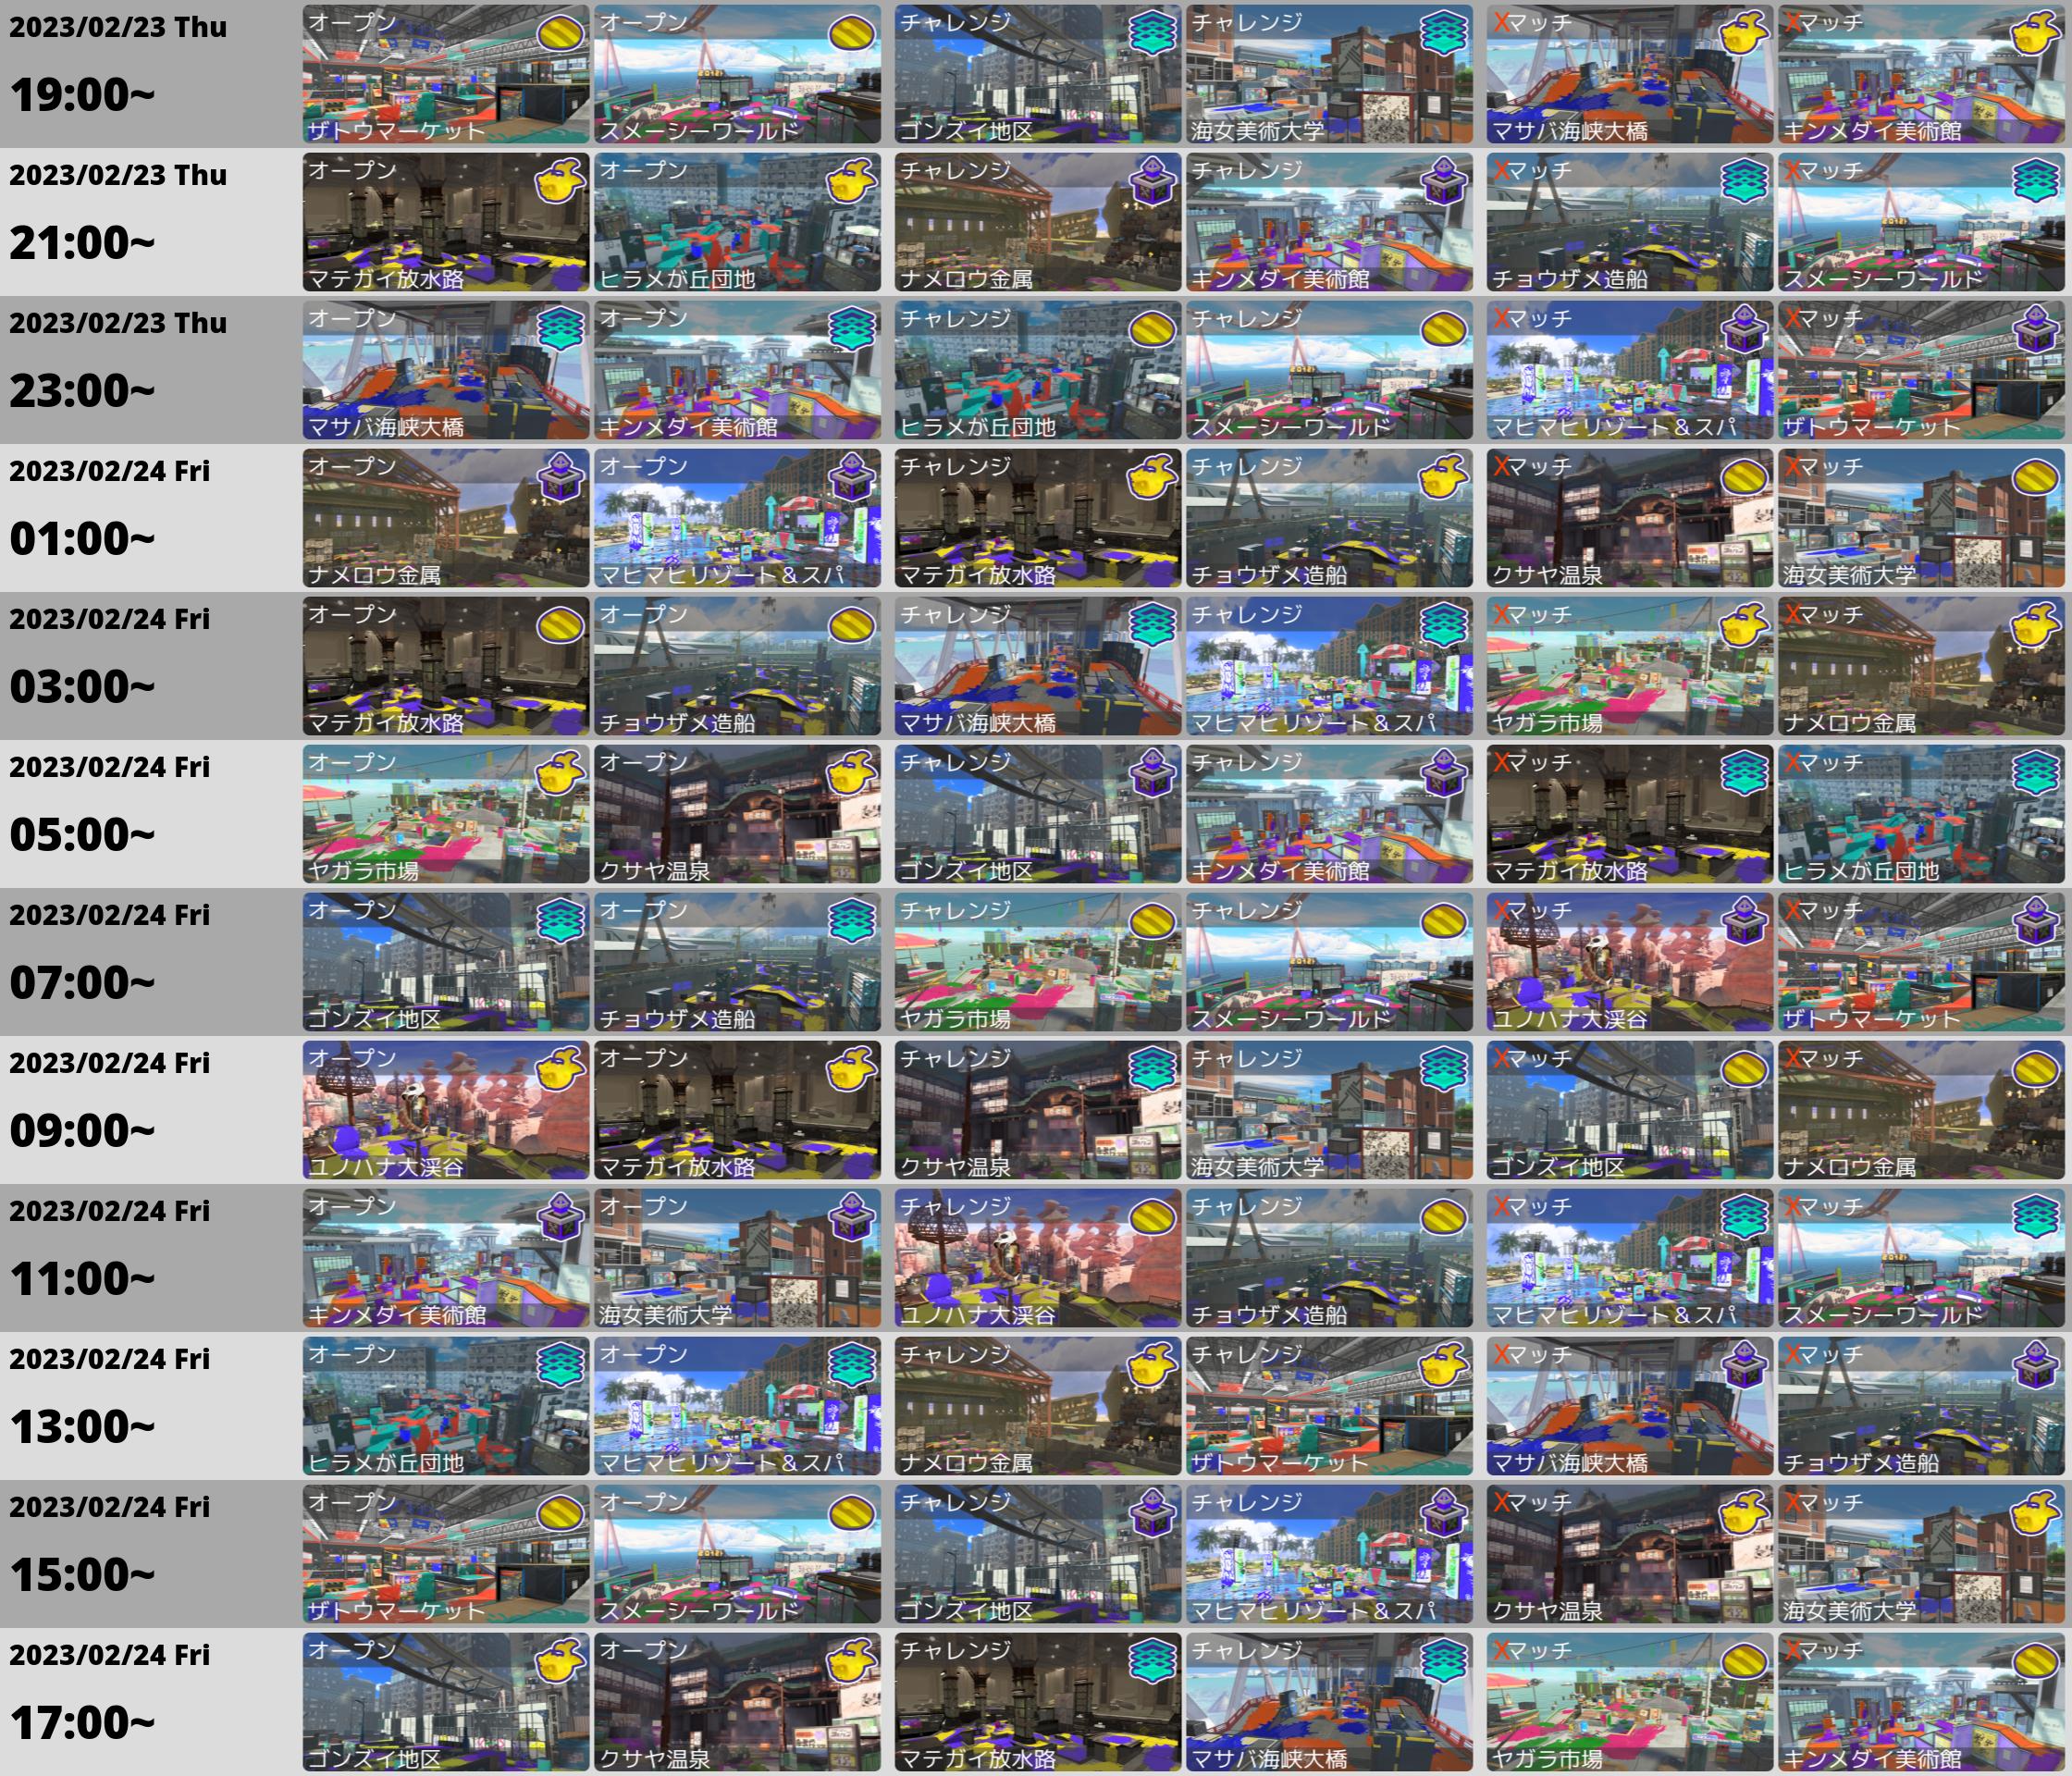 2023/02/23 Thu
19:00~
オープン オープン チャレンジ チャレンジ Xマッチ Xマッチ
ザトウマーケット スメーシーワールド ゴンズイ地区 海女美術大学 マサバ海峡大橋 キンメダイ美術館
2023/02/23 Thu
21:00~
オープン オープン チャレンジ チャレンジ Xマッチ Xマッチ
マテガイ放水路 ヒラメが丘団地 ナメロウ金属 キンメダイ美術館 チョウザメ造船 スメーシーワールド
2023/02/23 Thu
23:00~
オープン オープン チャレンジ チャレンジ Xマッチ Xマッチ
マサバ海峡大橋 キンメダイ美術館 ヒラメが丘団地 スメーシーワールド マヒマヒリゾート＆スパ ザトウマーケット
2023/02/24 Fri
01:00~
オープン オープン チャレンジ チャレンジ Xマッチ Xマッチ
ナメロウ金属 マヒマヒリゾート＆スパ マテガイ放水路 チョウザメ造船 クサヤ温泉 海女美術大学
2023/02/24 Fri
03:00~
オープン オープン チャレンジ チャレンジ Xマッチ Xマッチ
マテガイ放水路 チョウザメ造船 マサバ海峡大橋 マヒマヒリゾート＆スパ ヤガラ市場 ナメロウ金属
2023/02/24 Fri
05:00~
オープン オープン チャレンジ チャレンジ Xマッチ Xマッチ
ヤガラ市場 クサヤ温泉 ゴンズイ地区 キンメダイ美術館 マテガイ放水路 ヒラメが丘団地
2023/02/24 Fri
07:00~
オープン オープン チャレンジ チャレンジ Xマッチ Xマッチ
ゴンズイ地区 チョウザメ造船 ヤガラ市場 スメーシーワールド ユノハナ大渓谷 ザトウマーケット
2023/02/24 Fri
09:00~
オープン オープン チャレンジ チャレンジ Xマッチ Xマッチ
ユノハナ大渓谷 マテガイ放水路 クサヤ温泉 海女美術大学 ゴンズイ地区 ナメロウ金属
2023/02/24 Fri
11:00~
オープン オープン チャレンジ チャレンジ Xマッチ Xマッチ
キンメダイ美術館 海女美術大学 ユノハナ大渓谷 チョウザメ造船 マヒマヒリゾート＆スパ スメーシーワールド
2023/02/24 Fri
13:00~
オープン オープン チャレンジ チャレンジ Xマッチ Xマッチ
ヒラメが丘団地 マヒマヒリゾート＆スパ ナメロウ金属 ザトウマーケット マサバ海峡大橋 チョウザメ造船
2023/02/24 Fri
15:00~
オープン オープン チャレンジ チャレンジ Xマッチ Xマッチ
ザトウマーケット スメーシーワールド ゴンズイ地区 マヒマヒリゾート＆スパ クサヤ温泉 海女美術大学
2023/02/24 Fri
17:00~
オープン オープン チャレンジ チャレンジ Xマッチ Xマッチ
ゴンズイ地区 クサヤ温泉 マテガイ放水路 マサバ海峡大橋 ヤガラ市場 キンメダイ美術館